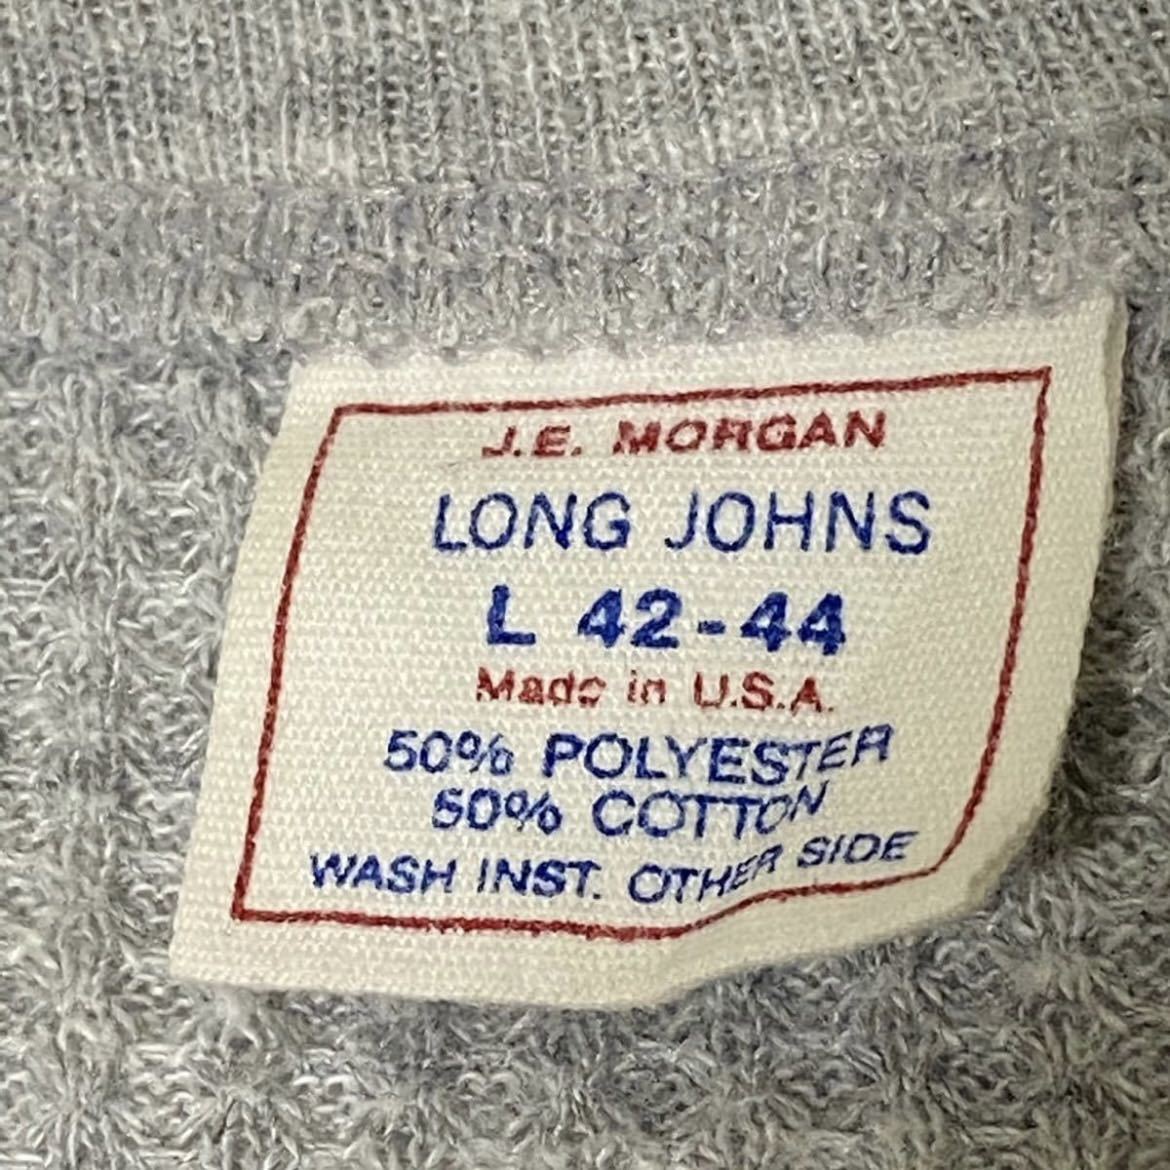 J.E. MORGAN
LONG JOHNS
L 42-44
Made in U.S.A.
50% POLYESTER
50% COTTON
WASH INST. OTHER SIDE